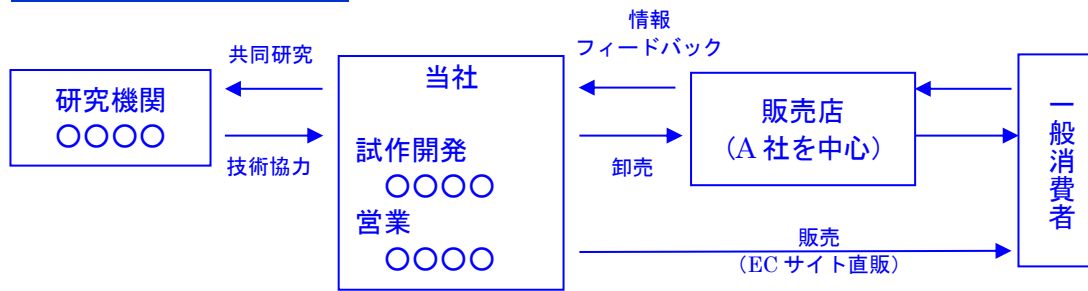 共同研究
研究機関
〇〇〇〇
技術協力
当社
試作開発
〇〇〇〇
営業
〇〇〇〇
情報
フィードバック
卸売
販売店
（A 社を中心）
販売
（EC サイト直販）
一般消費者